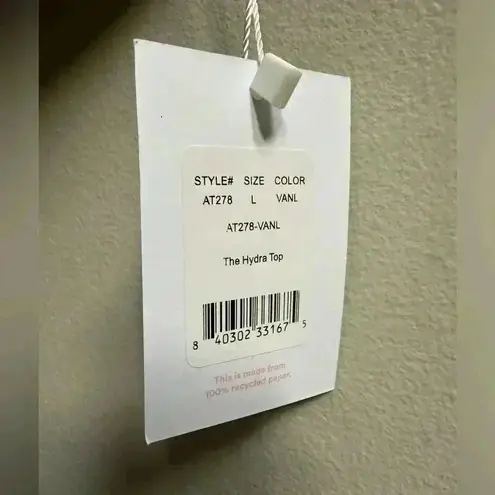 STYLE# SIZE COLOR
AT278 L VANL
AT278-VANL
The Hydra Top
8 40302 33167 5
This is made from
100% recycled paper.